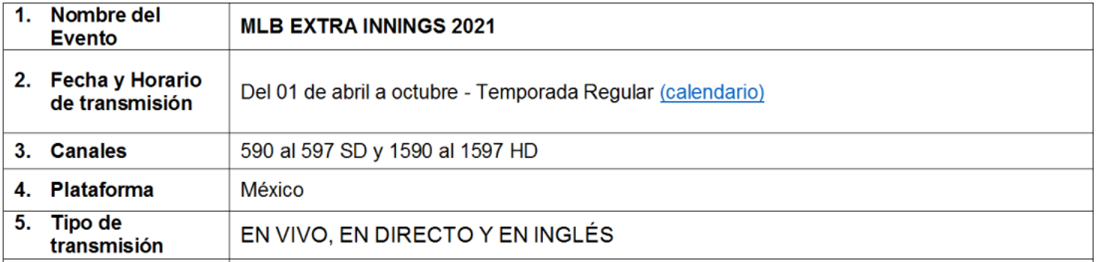 1. Nombre del
Evento
MLB EXTRA INNINGS 2021
2. Fecha y Horario
de transmisión
Del 01 de abril a octubre - Temporada Regular (calendario)
3. Canales
590 al 597 SD y 1590 al 1597 HD
4. Plataforma
México
5. Tipo de
transmisión
EN VIVO, EN DIRECTO Y EN INGLÉS